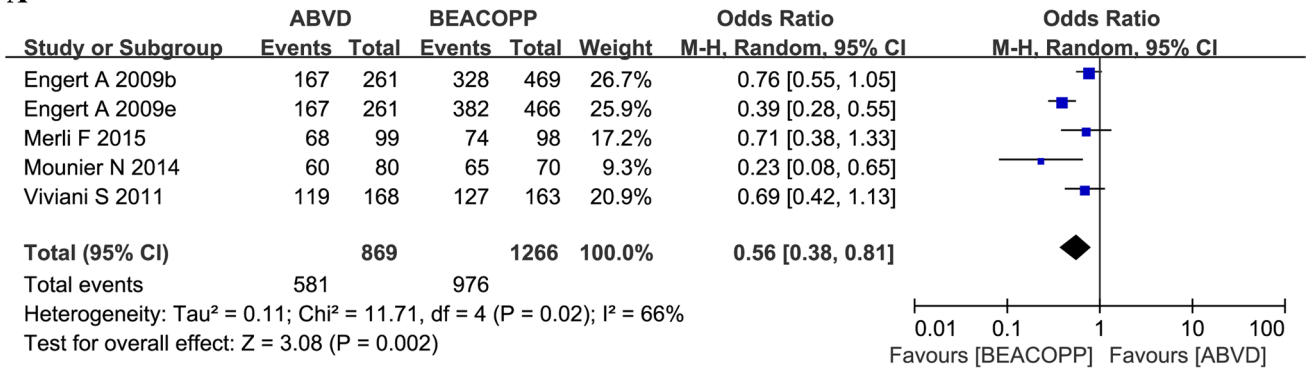 ABVD BEACOPP Odds Ratio Odds Ratio
Study or Subgroup Events Total Events Total Weight M-H, Random, 95% CI M-H, Random, 95% CI
Engert A 2009b 167 261 328 469 26.7% 0.76 [0.55, 1.05]
Engert A 2009e 167 261 382 466 25.9% 0.39 [0.28, 0.55]
Merli F 2015 68 99 74 98 17.2% 0.71 [0.38, 1.33]
Mounier N 2014 60 80 65 70 9.3% 0.23 [0.08, 0.65]
Viviani S 2011 119 168 127 163 20.9% 0.69 [0.42, 1.13]
Total (95% CI) 869 1266 100.0% 0.56 [0.38, 0.81]
Total events 581 976
Heterogeneity: Tau² = 0.11; Chi² = 11.71, df = 4 (P = 0.02); I² = 66%
Test for overall effect: Z = 3.08 (P = 0.002)
0.01 0.1 1 10 100
Favours [BEACOPP] Favours [ABVD]